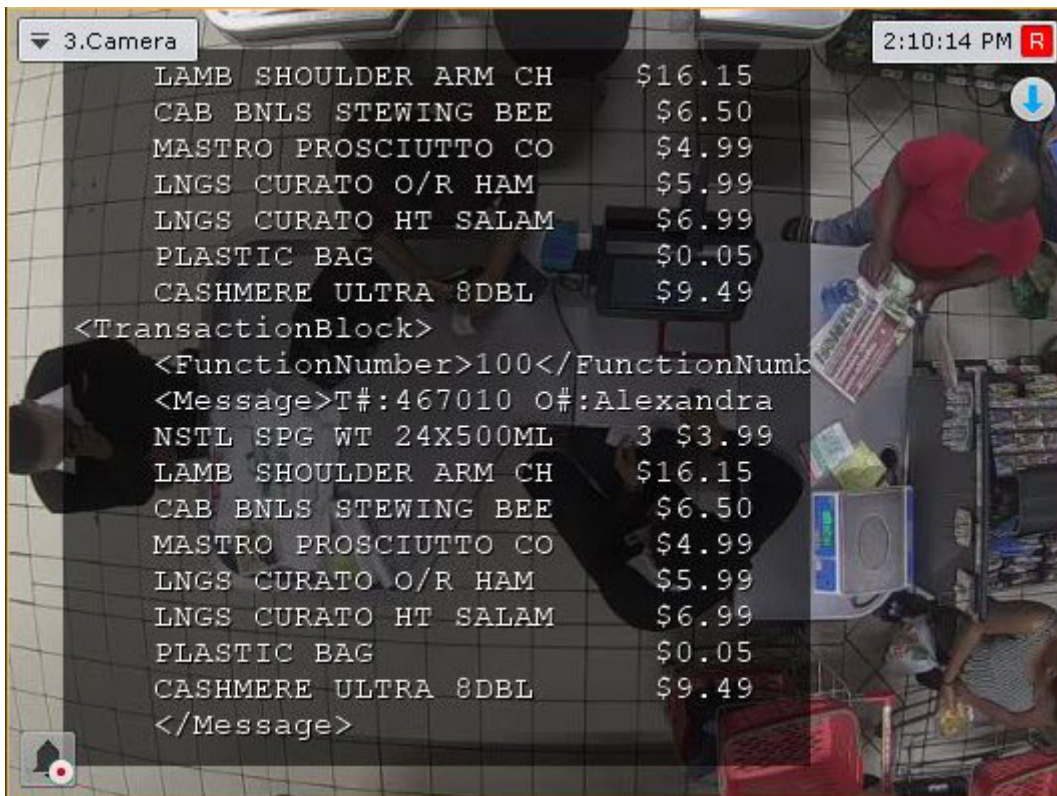 3.Camera
2:10:14 PM R
LAMB SHOULDER ARM CH $16.15
CAB BNLS STEWING BEE $6.50
MASTRO PROSCIUTTO CO $4.99
LNGS CURATO O/R HAM $5.99
LNGS CURATO HT SALAM $6.99
PLASTIC BAG $0.05
CASHMERE ULTRA 8DBL $9.49
<TransactionBlock>
<FunctionNumber>100</FunctionNumb
<Message>T#:467010 O#:Alexandra
NSTL SPG WT 24X500ML 3 $3.99
LAMB SHOULDER ARM CH $16.15
CAB BNLS STEWING BEE $6.50
MASTRO PROSCIUTTO CO $4.99
LNGS CURATO O/R HAM $5.99
LNGS CURATO HT SALAM $6.99
PLASTIC BAG $0.05
CASHMERE ULTRA 8DBL $9.49
</Message>